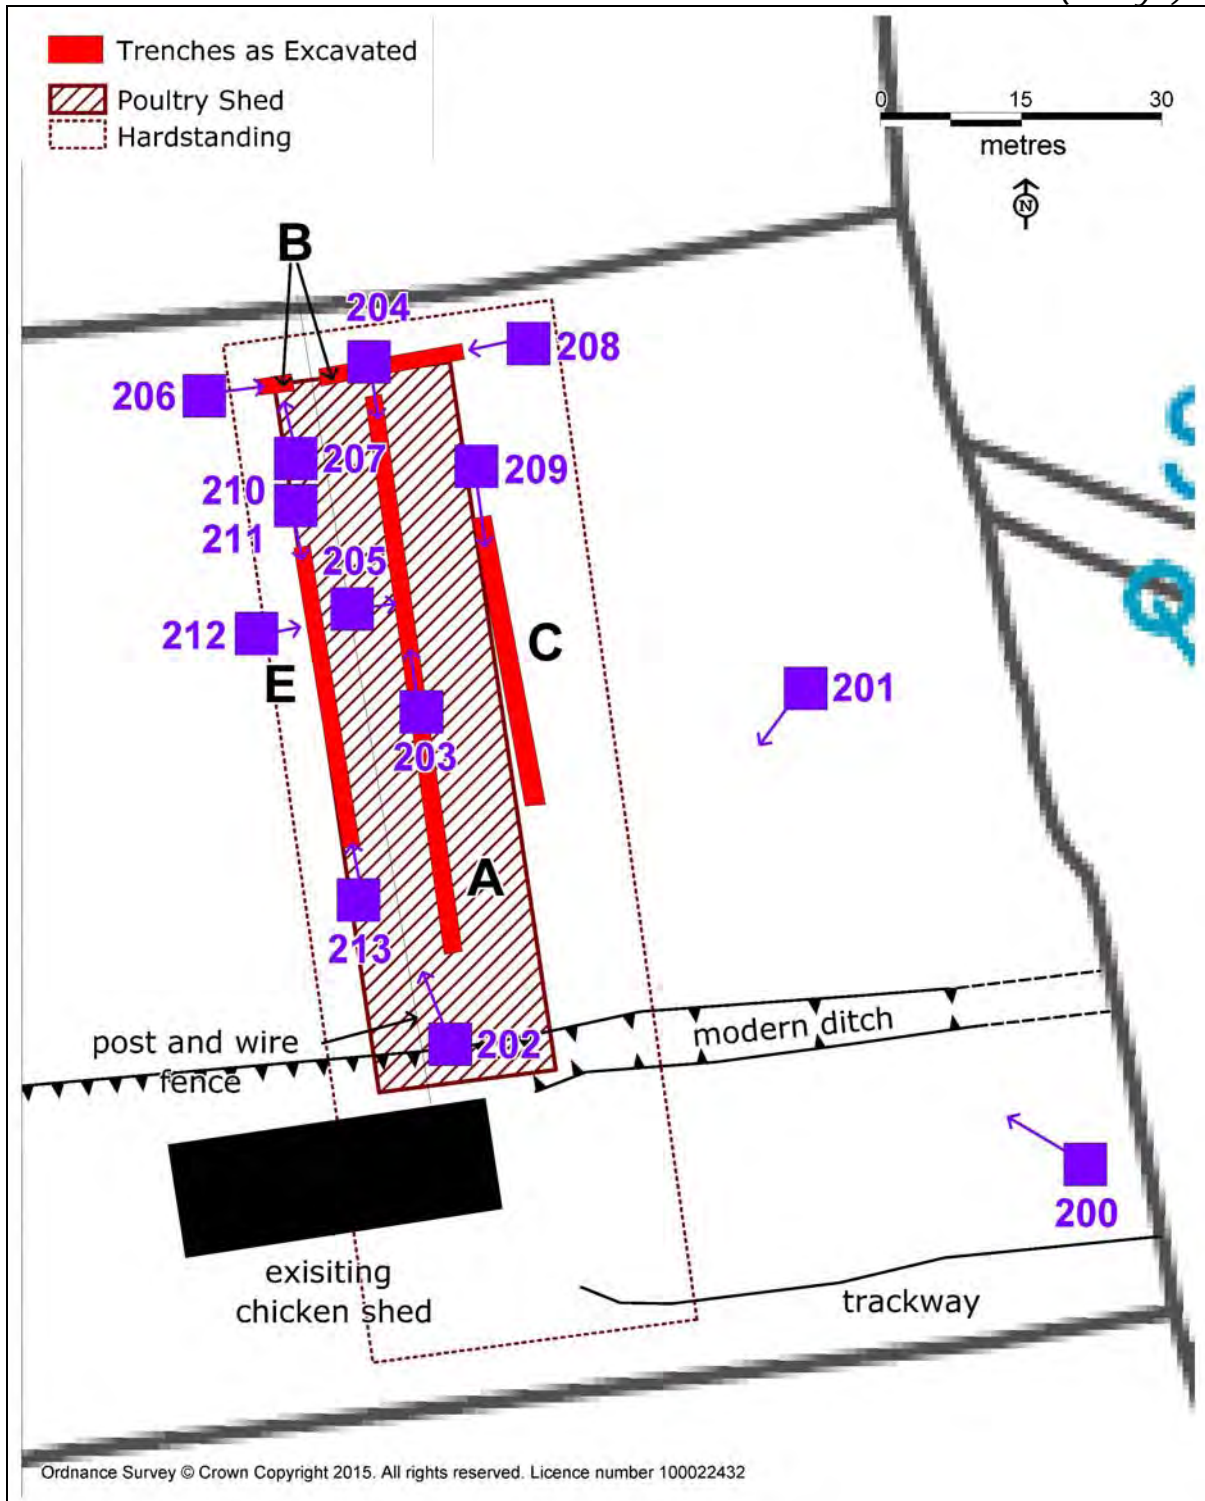 Trenches as Excavated
Poultry Shed
Hardstanding
0 15 30
metres
N
B
204
208
206
207
209
210
211
205
212
C
E
201
203
A
213
post and wire
fence
202
modern ditch
200
exisiting
chicken shed
trackway
Ordnance Survey © Crown Copyright 2015. All rights reserved. Licence number 100022432